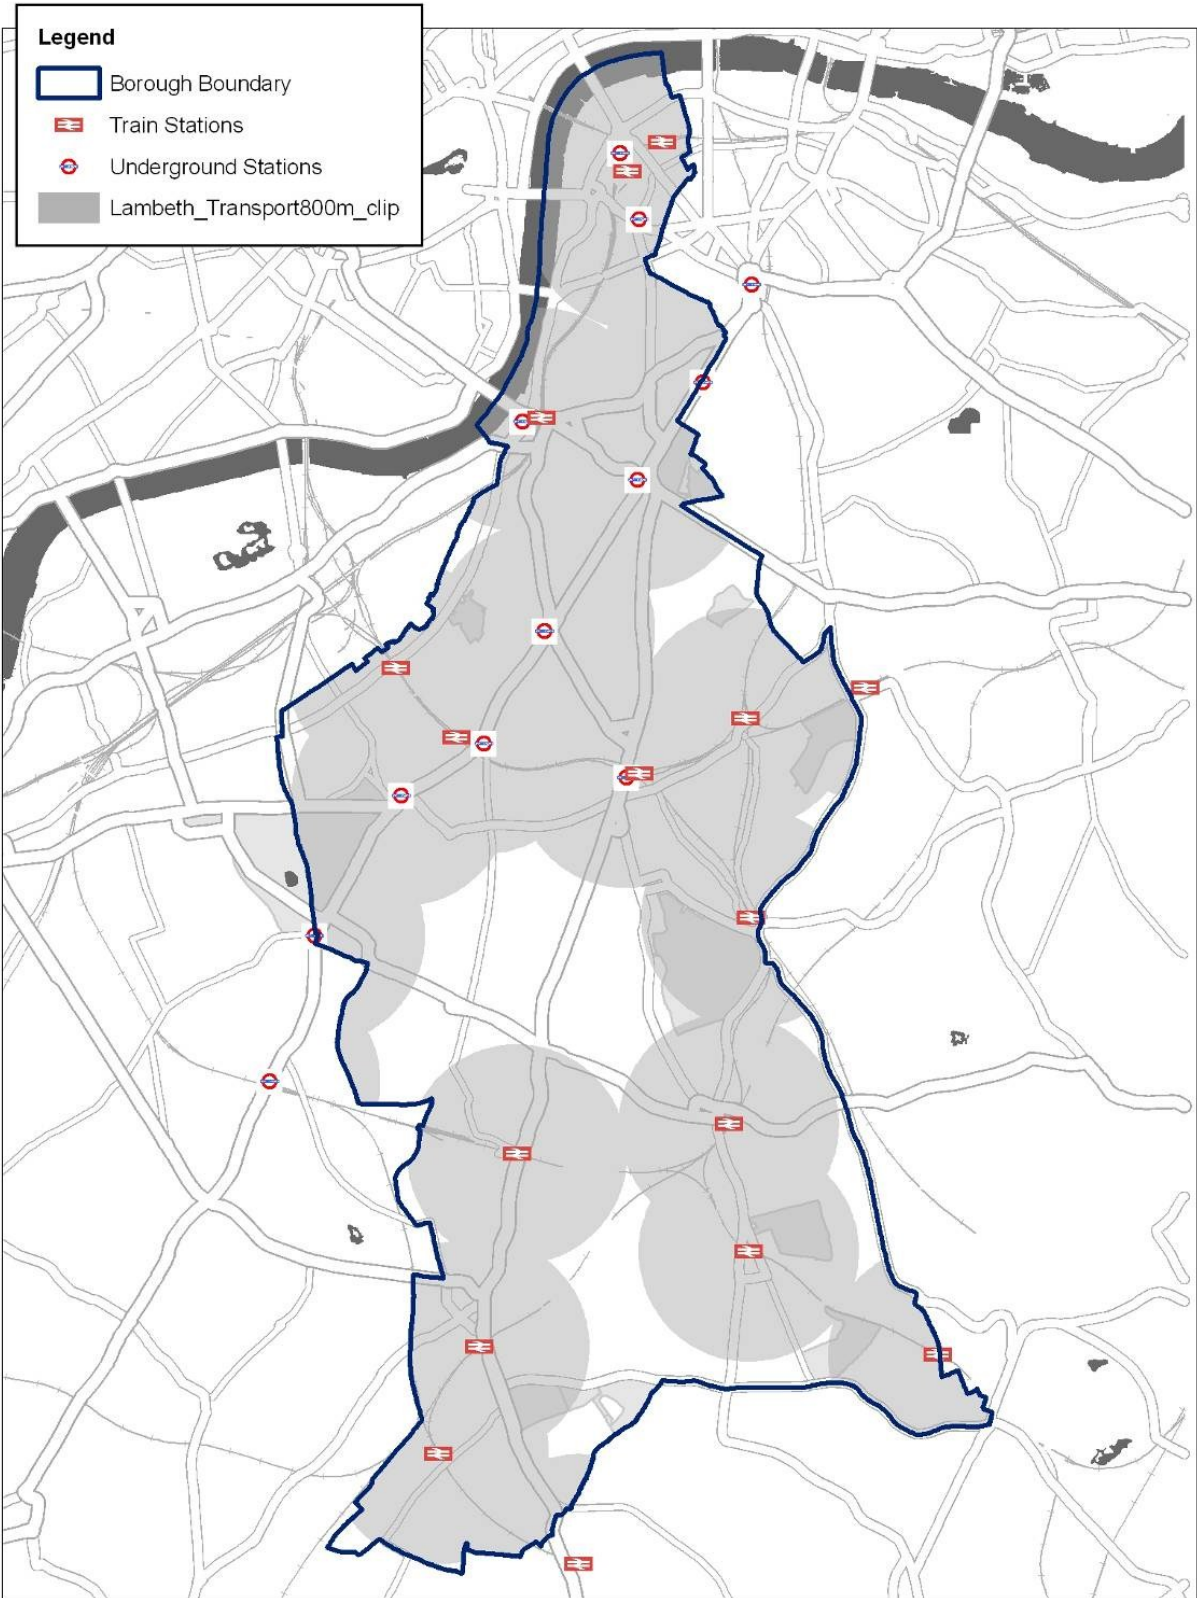 Legend
Borough Boundary
Train Stations
Underground Stations
Lambeth_Transport800m_clip